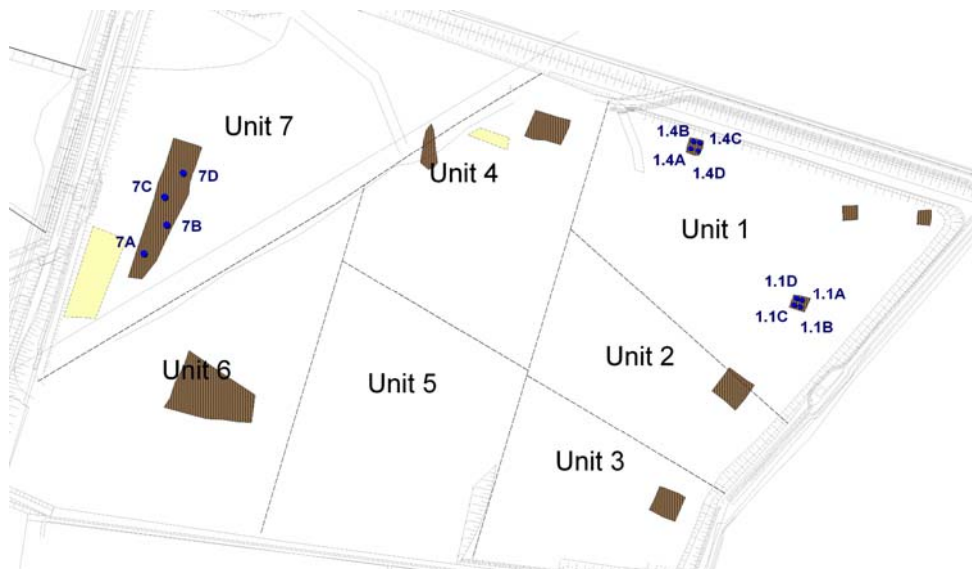 Unit 7
1.4B
1.4C
1.4A
1.4D
Unit 4
7D
7C
7B
7A
Unit 1
1.1D
1.1A
1.1C
1.1B
Unit 6
Unit 5
Unit 2
Unit 3